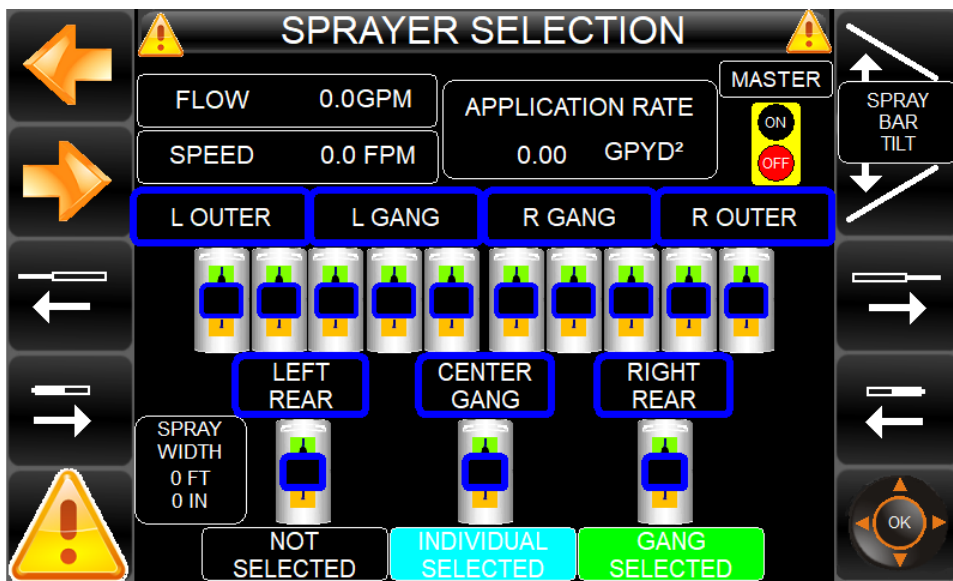 SPRAYER SELECTION
FLOW 0.0GPM
SPEED 0.0 FPM
APPLICATION RATE
0.00 GPYD²
MASTER
ON
OFF
SPRAY
BAR
TILT
L OUTER
L GANG
R GANG
R OUTER
LEFT
REAR
CENTER
GANG
RIGHT
REAR
SPRAY
WIDTH
0 FT
0 IN
NOT
SELECTED
INDIVIDUAL
SELECTED
GANG
SELECTED
OK